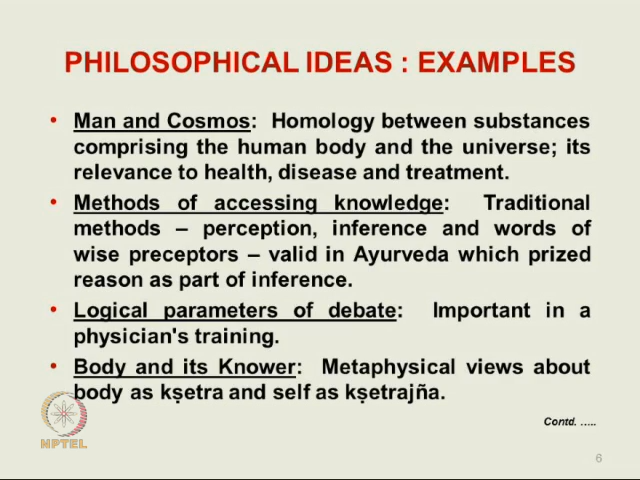 PHILOSOPHICAL IDEAS : EXAMPLES
• Man and Cosmos: Homology between substances
comprising the human body and the universe; its
relevance to health, disease and treatment.
• Methods of accessing knowledge: Traditional
methods – perception, inference and words of
wise preceptors – valid in Ayurveda which prized
reason as part of inference.
• Logical parameters of debate: Important in a
physician's training.
• Body and its Knower: Metaphysical views about
body as kṣetra and self as kṣetrajña.
Contd. …..
NPTEL
6